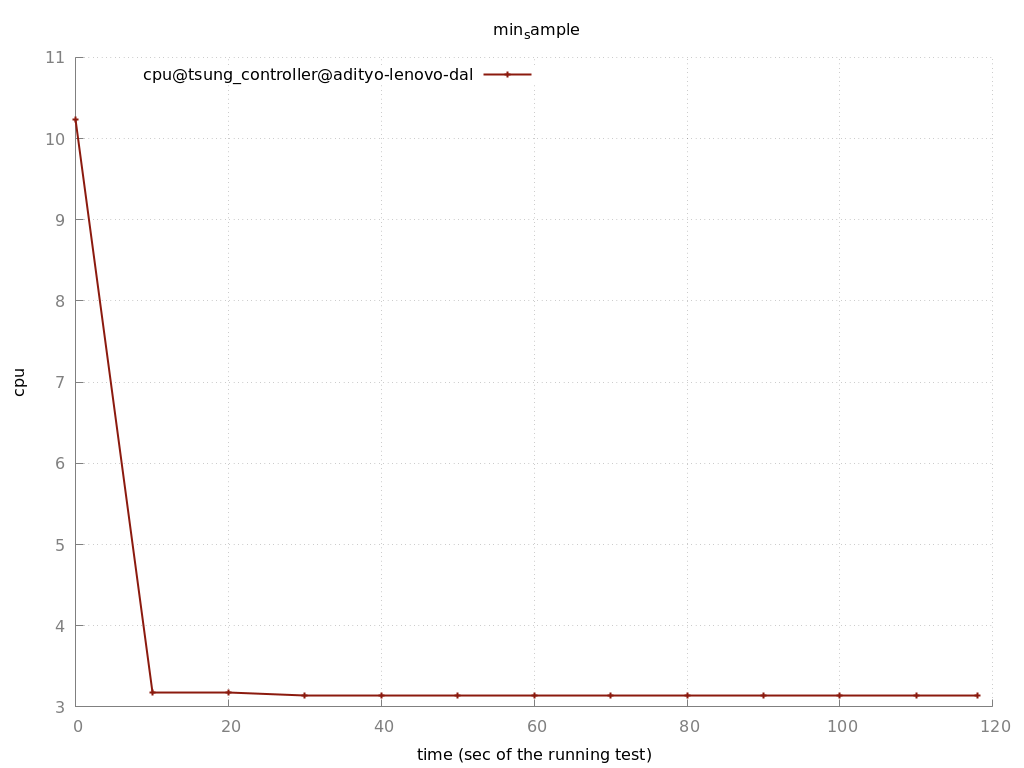 min_sample
11
cpu@tsung_controller@adityo-lenovo-dal
10
9
8
7
6
5
4
3
cpu
0 20 40 60 80 100 120
time (sec of the running test)